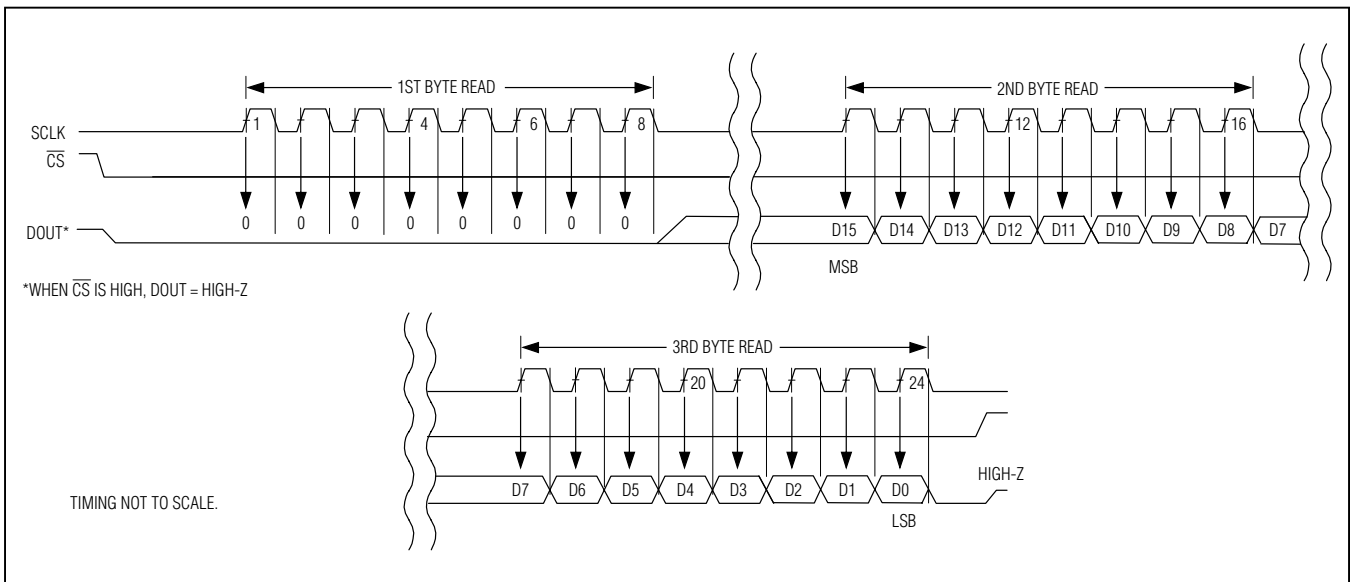 1ST BYTE READ
2ND BYTE READ
SCLK 1 4 6 8 12 16
C̅S̅
0 0 0 0 0 0 0 0
DOUT* D15 D14 D13 D12 D11 D10 D9 D8 D7
MSB
*WHEN C̅S̅ IS HIGH, DOUT = HIGH-Z
3RD BYTE READ
20 24
HIGH-Z
D7 D6 D5 D4 D3 D2 D1 D0
TIMING NOT TO SCALE.
LSB